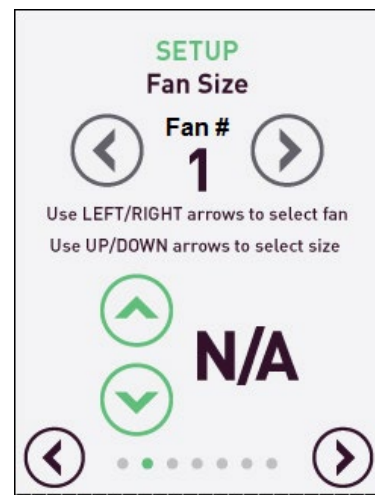 SETUP
Fan Size
Fan #
1
Use LEFT/RIGHT arrows to select fan
Use UP/DOWN arrows to select size
N/A